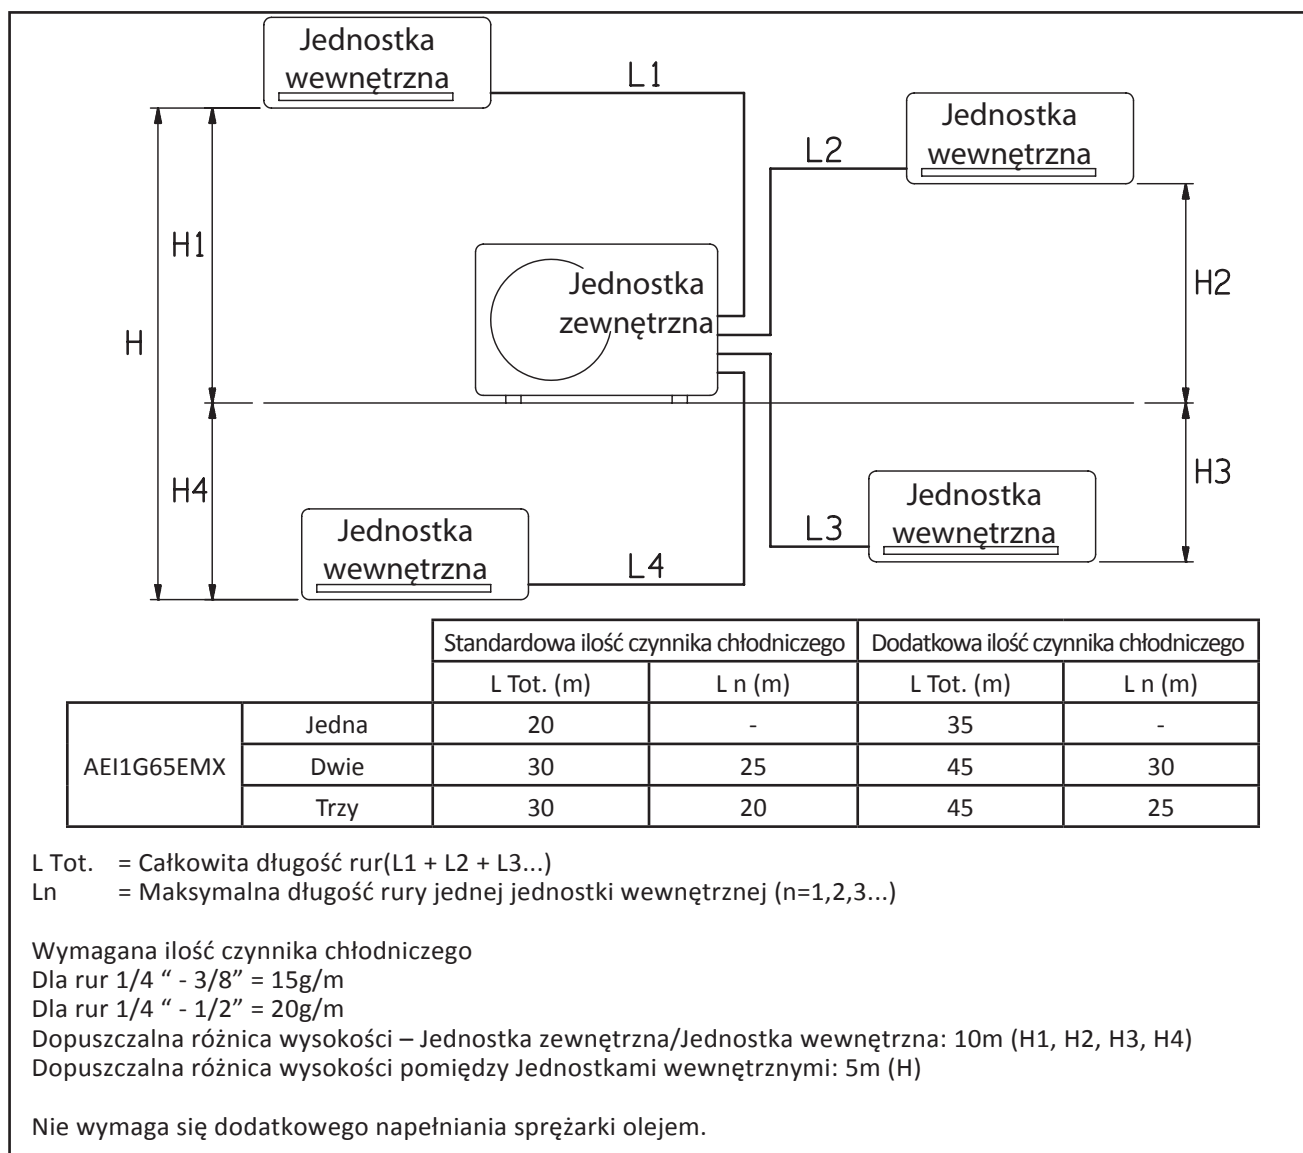 Jednostka
wewnętrzna
L1
Jednostka
wewnętrzna
L2
H1
H2
Jednostka
zewnętrzna
H
H4
H3
Jednostka
wewnętrzna
L3
Jednostka
wewnętrzna
L4
Standardowa ilość czynnika chłodniczego Dodatkowa ilość czynnika chłodniczego
L Tot. (m) L n (m) L Tot. (m) L n (m)
AEI1G65EMX
Jedna 20 - 35 -
Dwie 30 25 45 30
Trzy 30 20 45 25
L Tot. = Całkowita długość rur(L1 + L2 + L3...)
Ln = Maksymalna długość rury jednej jednostki wewnętrznej (n=1,2,3...)
Wymagana ilość czynnika chłodniczego
Dla rur 1/4 “ - 3/8” = 15g/m
Dla rur 1/4 “ - 1/2” = 20g/m
Dopuszczalna różnica wysokości – Jednostka zewnętrzna/Jednostka wewnętrzna: 10m (H1, H2, H3, H4)
Dopuszczalna różnica wysokości pomiędzy Jednostkami wewnętrznymi: 5m (H)
Nie wymaga się dodatkowego napełniania sprężarki olejem.